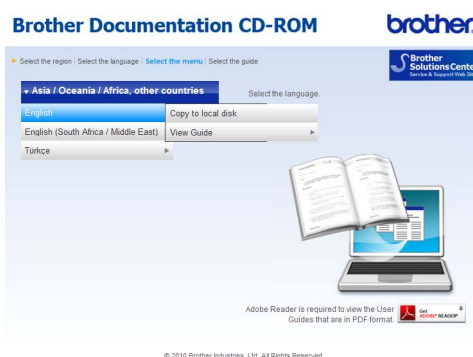 Brother Documentation CD-ROM
brother
Select the region | Select the language | Select the menu | Select the guide
Brother
Solutions Cente
Service & Support Web Sit
Asia / Oceania / Africa, other countries
Select the language.
English
Copy to local disk
English (South Africa / Middle East)
View Guide
Türkçe
Adobe Reader is required to view the User
Guides that are in PDF format.
Get
ADOBE® READER®
© 2010 Brother Industries, Ltd. All Rights Reserved.